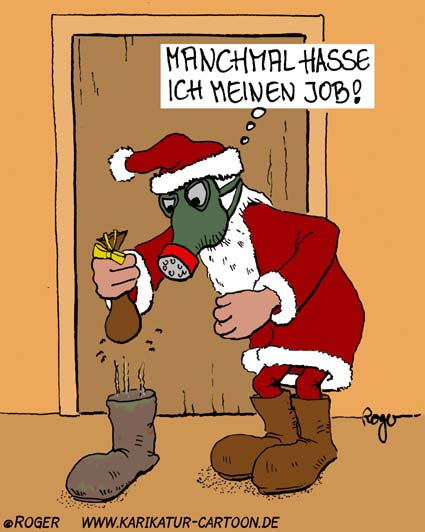 MANCHMAL HASSE
ICH MEINEN JOB!
Roger
©ROGER WWW.KARIKATUR-CARTOON.DE